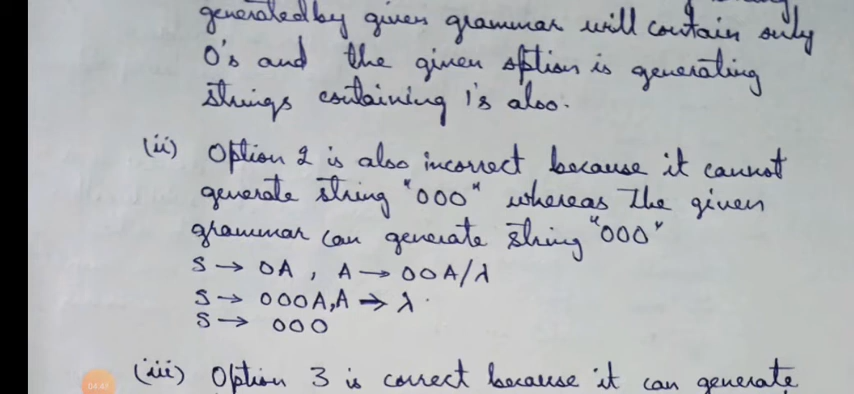 generated by given grammar will contain only
0's and the given option is generating
strings containing 1's also.
(ii) Option 2 is also incorrect because it cannot
generate string "000" whereas the given
grammar can generate string "000"
S → 0A , A → 00A/λ
S → 000A, A → λ
S → 000
(iii) Option 3 is correct because it can generate